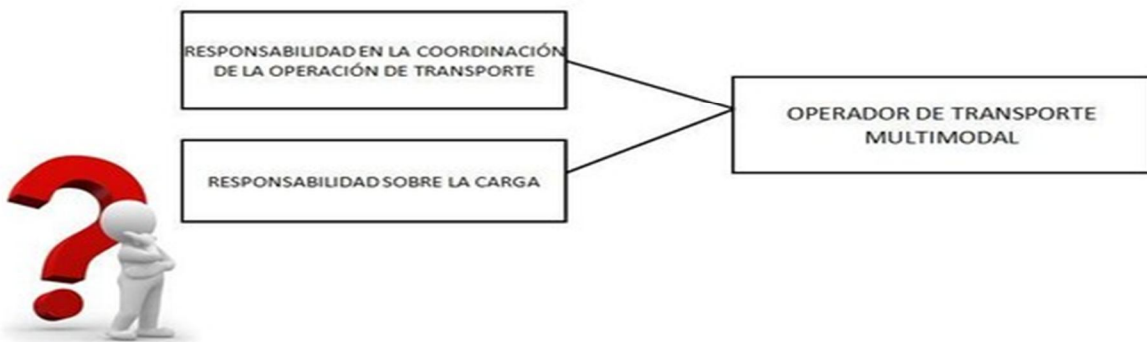 RESPONSABILIDAD EN LA COORDINACIÓN
DE LA OPERACIÓN DE TRANSPORTE
RESPONSABILIDAD SOBRE LA CARGA
OPERADOR DE TRANSPORTE
MULTIMODAL